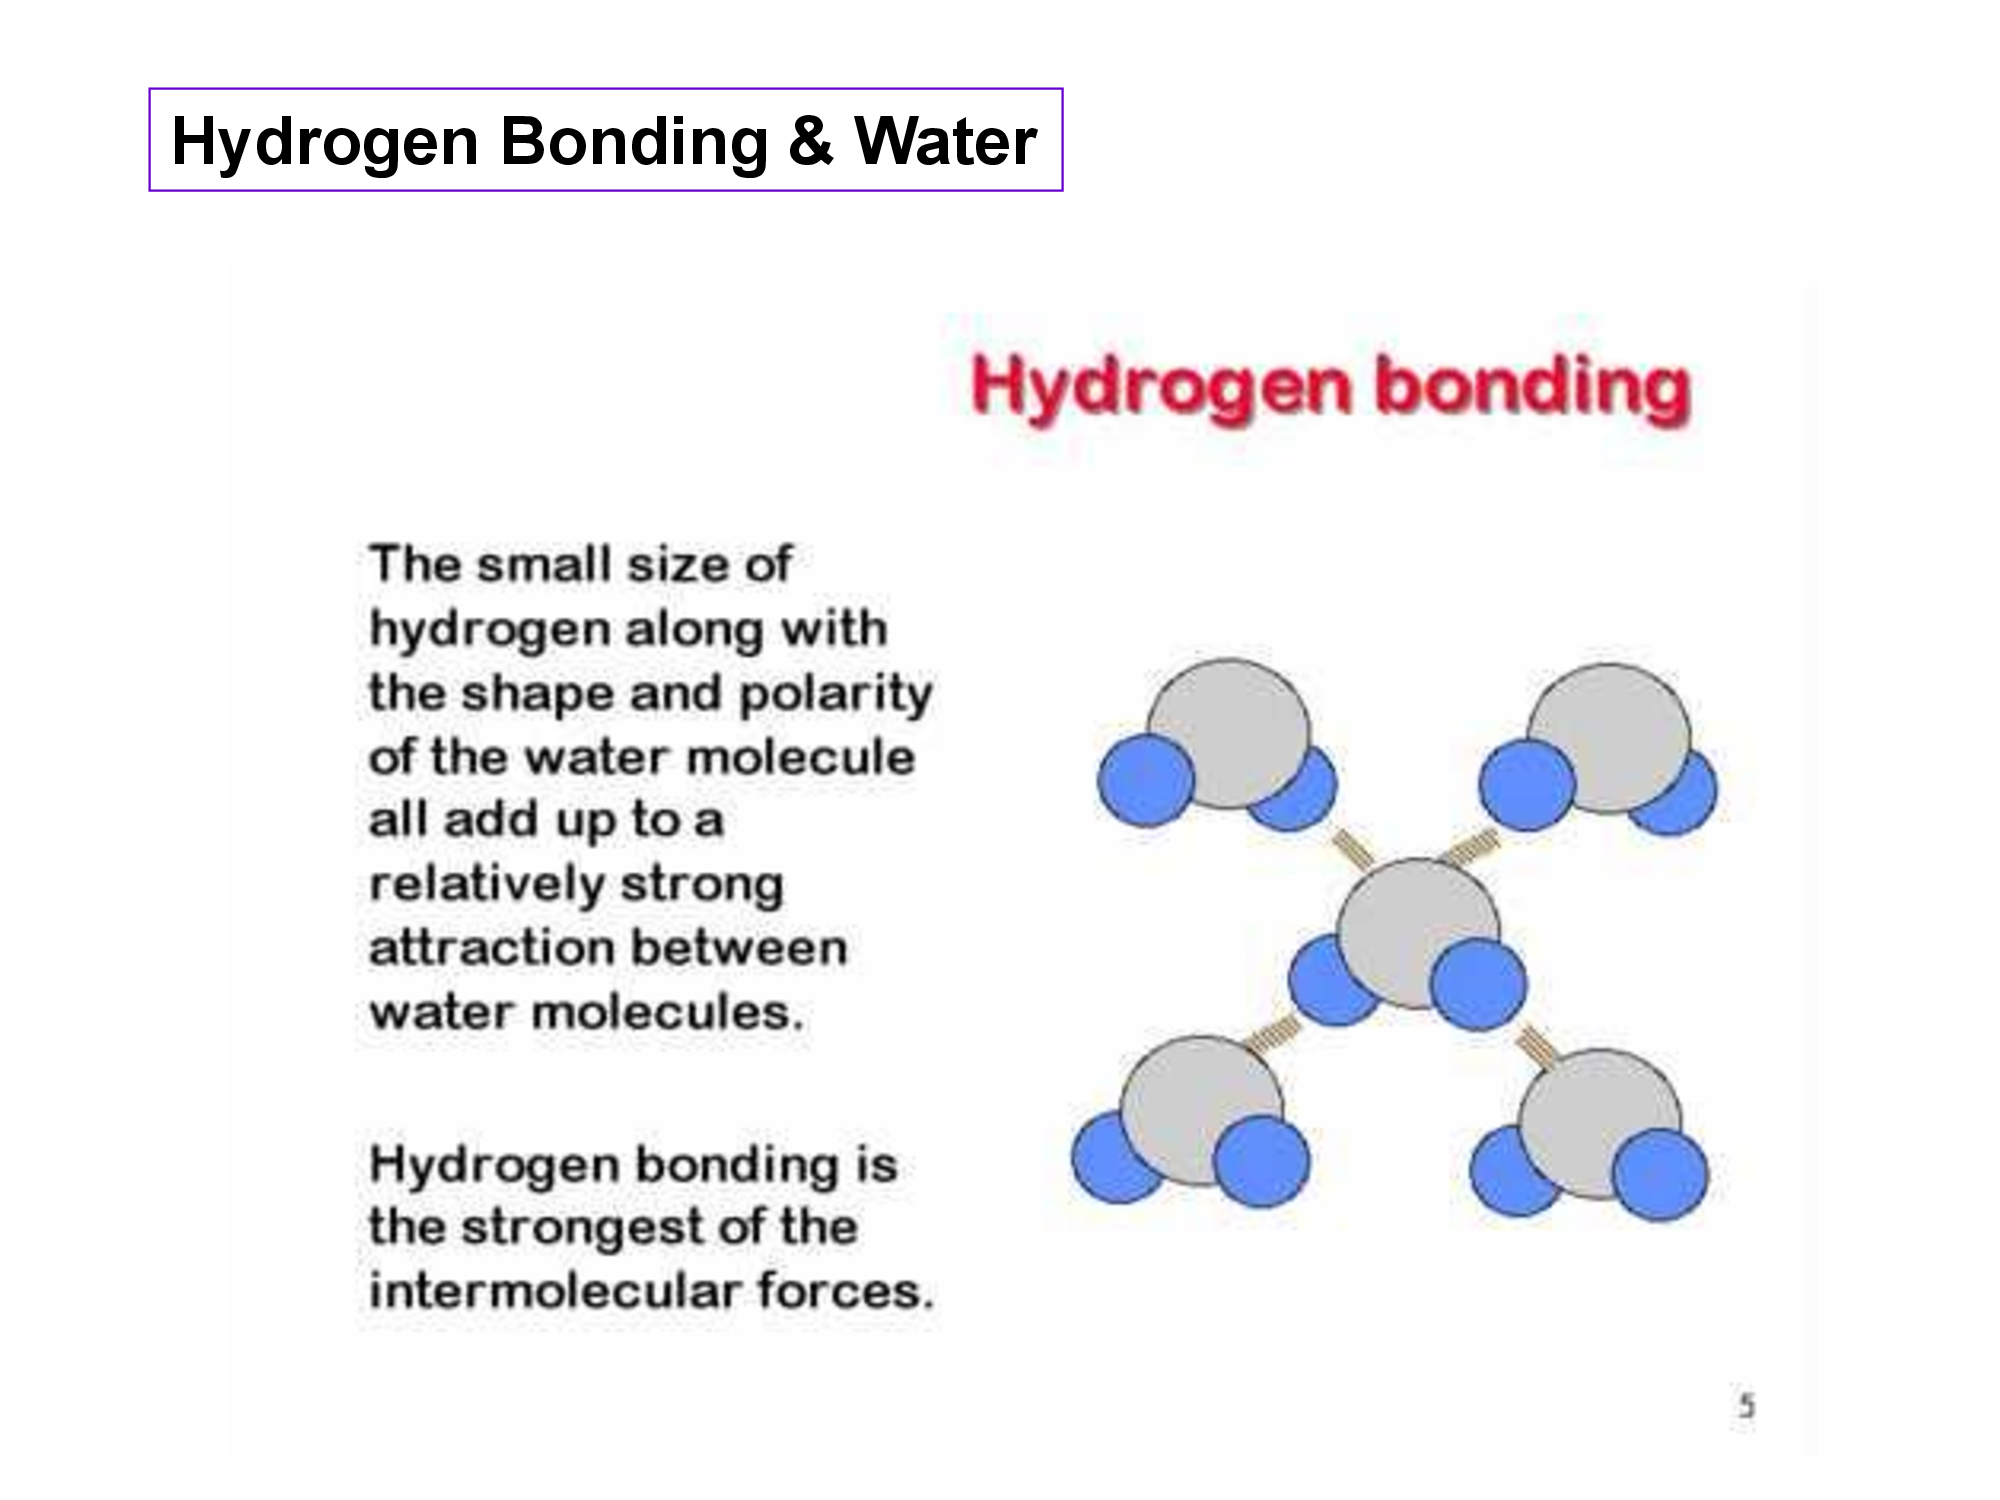 Hydrogen Bonding & Water
Hydrogen bonding
The small size of
hydrogen along with
the shape and polarity
of the water molecule
all add up to a
relatively strong
attraction between
water molecules.
Hydrogen bonding is
the strongest of the
intermolecular forces.
5